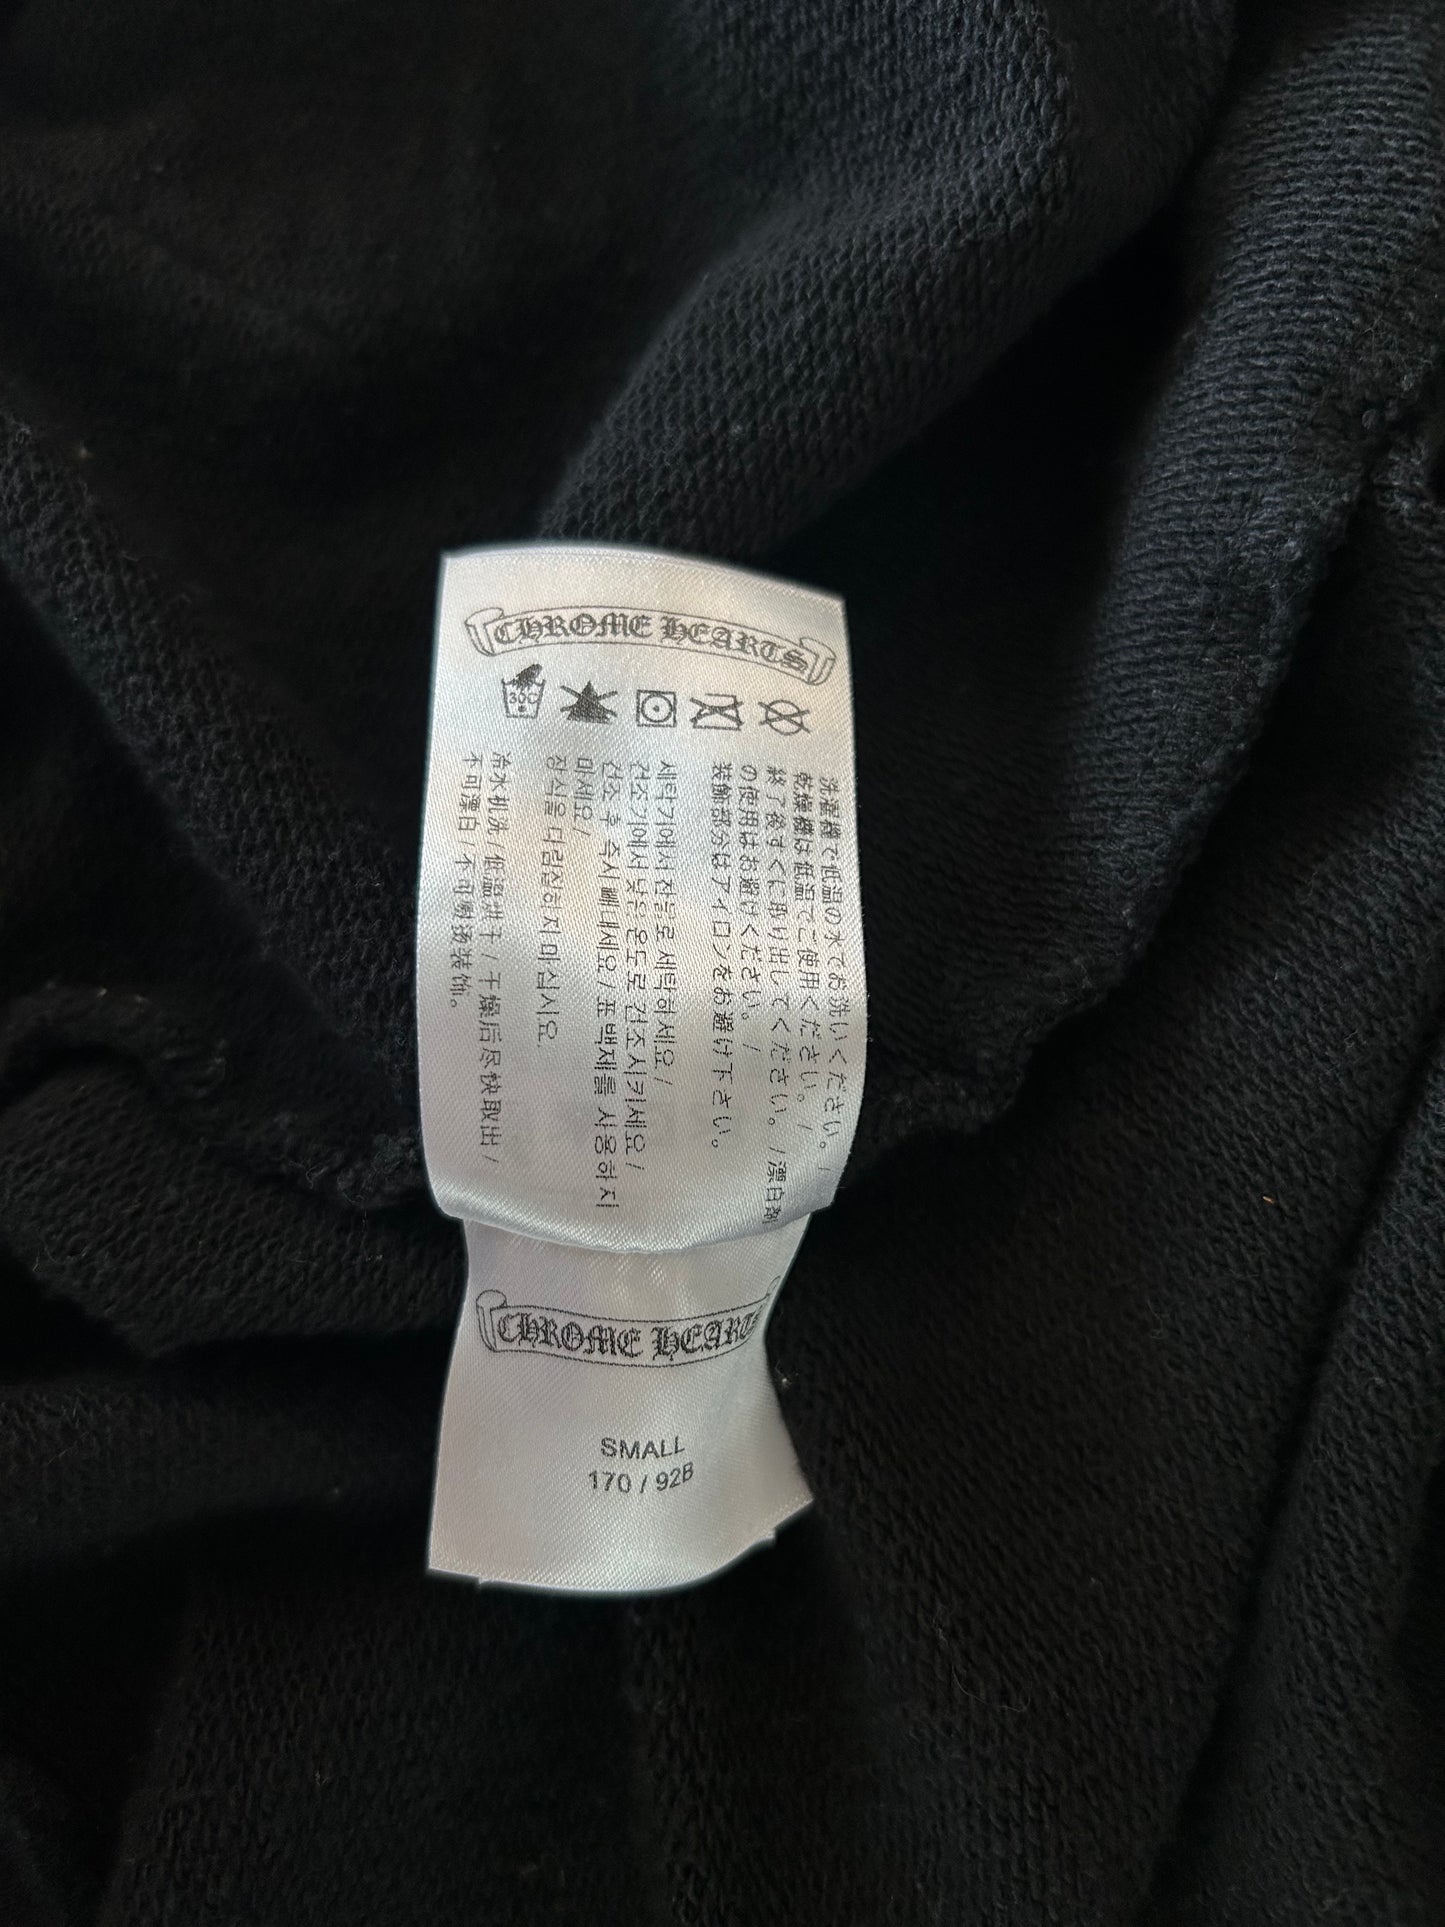 CHROME HEARTS
30C
洗濯機で低温の水でお洗いください。/
乾燥機は低温でご使用ください。/
終了後すぐに取り出してください。/ 漂白剤
の使用はお避けください。/
装飾部分はアイロンをお避け下さい。
세탁기에서 찬물로 세탁하세요 /
건조기에서 낮은 온도로 건조시키세요 /
건조 후 즉시 빼내세요 / 표백제를 사용하지
마세요 /
장식을 다림질하지 마십시오.
冷水机洗 / 低温烘干 / 干燥后尽快取出 /
不可漂白 / 不可熨烫装饰。
CHROME HEARTS
SMALL
170 / 92B